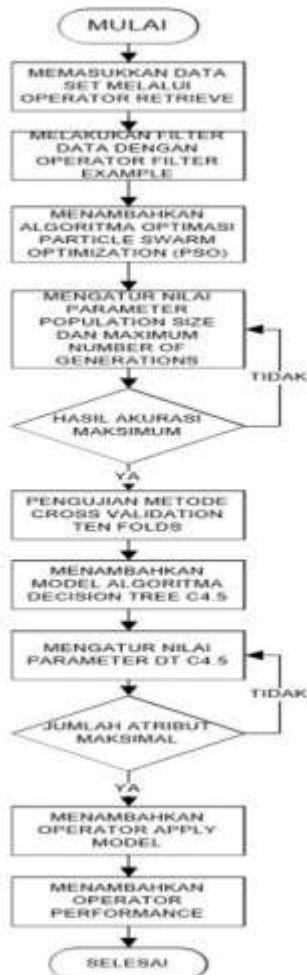 MULAI
MEMASUKKAN DATA
SET MELALUI
OPERATOR RETRIEVE
MELAKUKAN FILTER
DATA DENGAN
OPERATOR FILTER
EXAMPLE
MENAMBAHKAN
ALGORITMA OPTIMASI
PARTICLE SWARM
OPTIMIZATION (PSO)
MENGATUR NILAI
PARAMETER
POPULATION SIZE
DAN MAXIMUM
NUMBER OF
GENERATIONS
TIDAK
HASIL AKURASI
MAKSIMUM
YA
PENGUJIAN METODE
CROSS VALIDATION
TEN FOLDS
MENAMBAHKAN
MODEL ALGORITMA
DECISION TREE C4.5
MENGATUR NILAI
PARAMETER DT C4.5
TIDAK
JUMLAH ATRIBUT
MAKSIMAL
YA
MENAMBAHKAN
OPERATOR APPLY
MODEL
MENAMBAHKAN
OPERATOR
PERFORMANCE
SELESAI